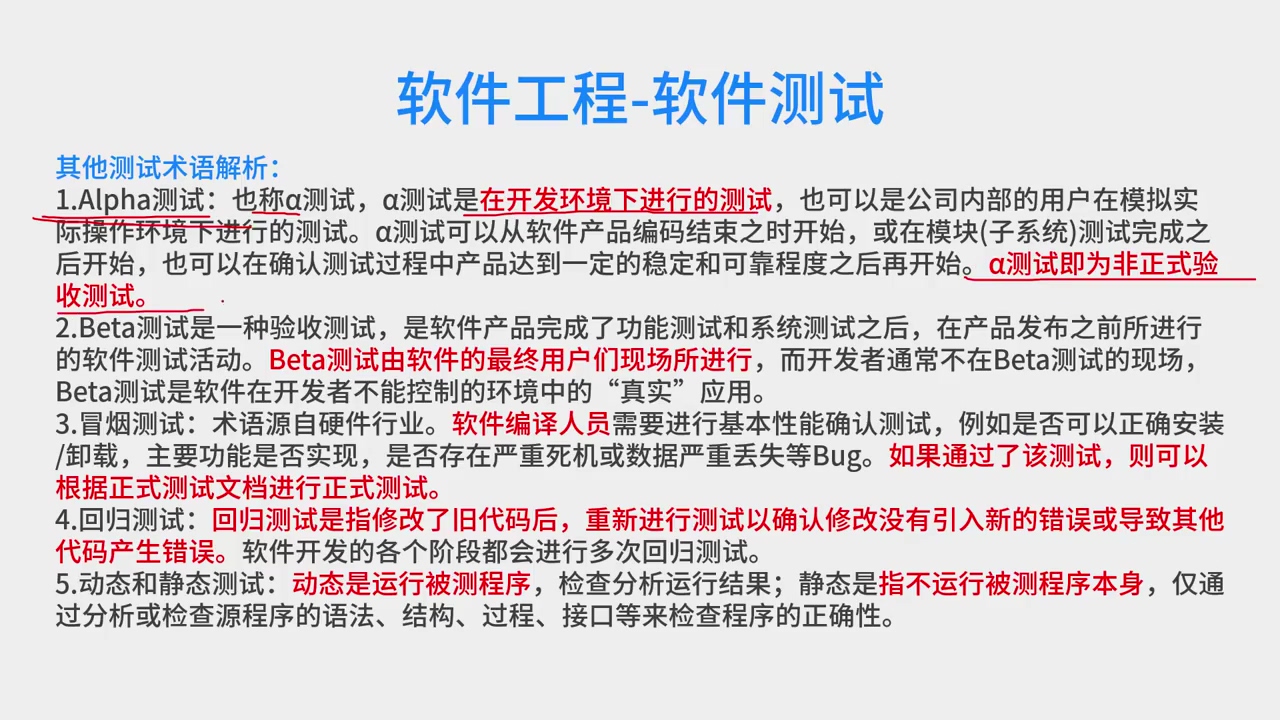 软件工程-软件测试
其他测试术语解析：
1.Alpha测试：也称α测试，α测试是在开发环境下进行的测试，也可以是公司内部的用户在模拟实
际操作环境下进行的测试。α测试可以从软件产品编码结束之时开始，或在模块(子系统)测试完成之
后开始，也可以在确认测试过程中产品达到一定的稳定和可靠程度之后再开始。α测试即为非正式验
收测试。
2.Beta测试是一种验收测试，是软件产品完成了功能测试和系统测试之后，在产品发布之前所进行
的软件测试活动。Beta测试由软件的最终用户们现场所进行，而开发者通常不在Beta测试的现场，
Beta测试是软件在开发者不能控制的环境中的“真实”应用。
3.冒烟测试：术语源自硬件行业。软件编译人员需要进行基本性能确认测试，例如是否可以正确安装
/卸载，主要功能是否实现，是否存在严重死机或数据严重丢失等Bug。如果通过了该测试，则可以
根据正式测试文档进行正式测试。
4.回归测试：回归测试是指修改了旧代码后，重新进行测试以确认修改没有引入新的错误或导致其他
代码产生错误。软件开发的各个阶段都会进行多次回归测试。
5.动态和静态测试：动态是运行被测程序，检查分析运行结果；静态是指不运行被测程序本身，仅通
过分析或检查源程序的语法、结构、过程、接口等来检查程序的正确性。